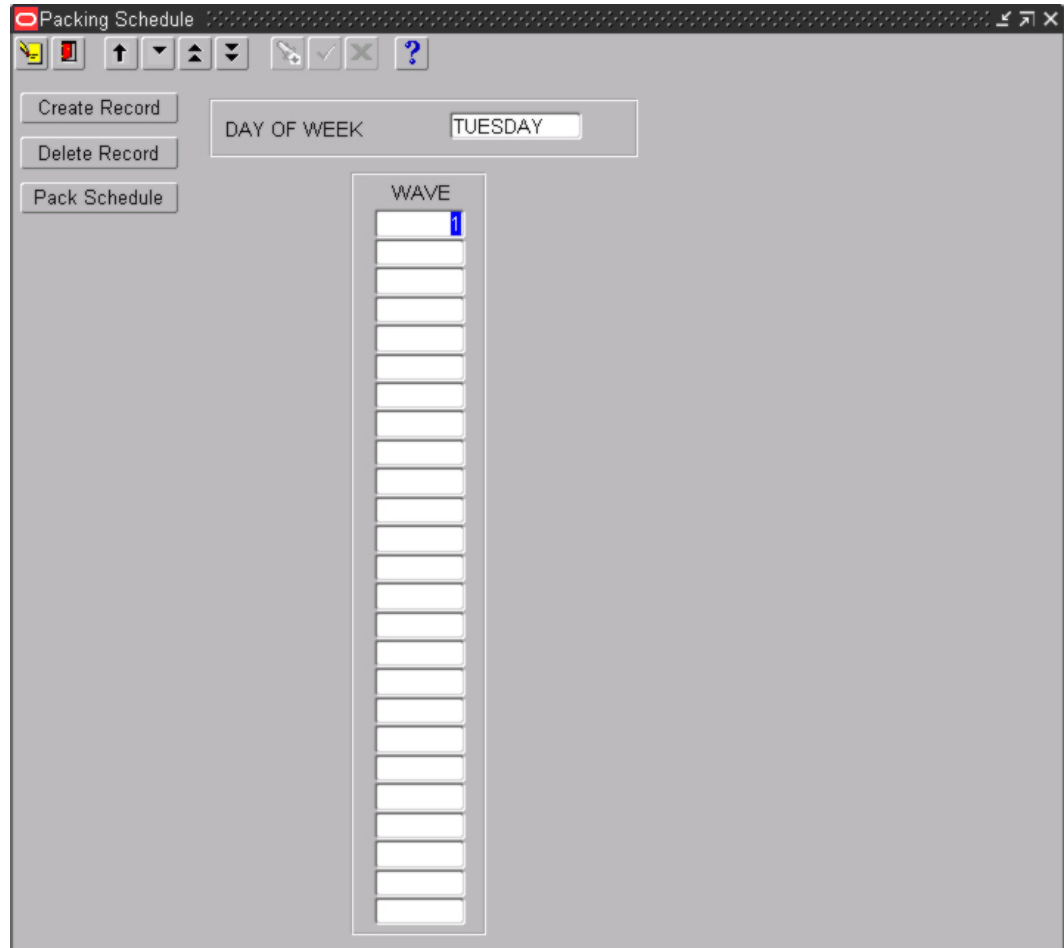 Packing Schedule
?
Create Record
DAY OF WEEK TUESDAY
Delete Record
Pack Schedule
WAVE
1